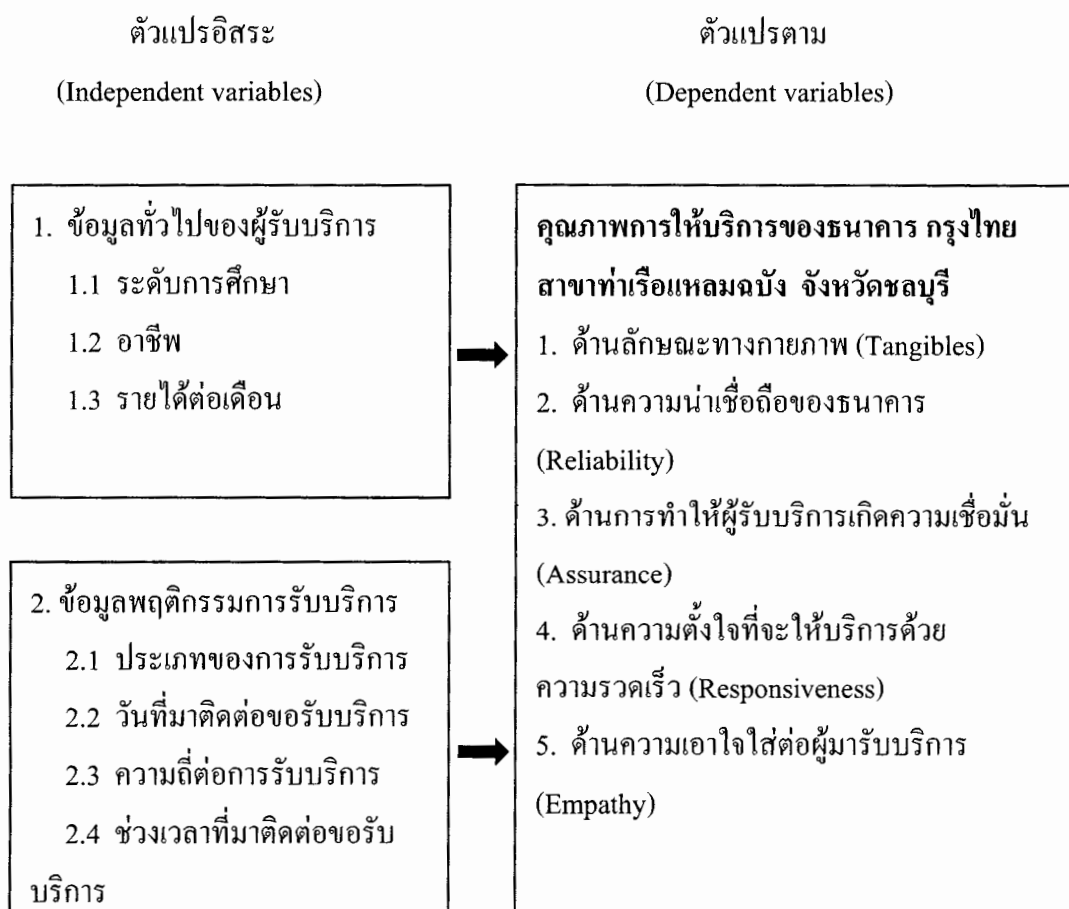 ตัวแปรอิสระ
(Independent variables)
ตัวแปรตาม
(Dependent variables)
1. ข้อมูลทั่วไปของผู้รับบริการ
1.1 ระดับการศึกษา
1.2 อาชีพ
1.3 รายได้ต่อเดือน
2. ข้อมูลพฤติกรรมการรับบริการ
2.1 ประเภทของการรับบริการ
2.2 วันที่มาติดต่อขอรับบริการ
2.3 ความถี่ต่อการรับบริการ
2.4 ช่วงเวลาที่มาติดต่อขอรับ
บริการ
คุณภาพการให้บริการของธนาคาร กรุงไทย
สาขาท่าเรือแหลมฉบัง จังหวัดชลบุรี
1. ด้านลักษณะทางกายภาพ (Tangibles)
2. ด้านความน่าเชื่อถือของธนาคาร
(Reliability)
3. ด้านการทำให้ผู้รับบริการเกิดความเชื่อมั่น
(Assurance)
4. ด้านความตั้งใจที่จะให้บริการด้วย
ความรวดเร็ว (Responsiveness)
5. ด้านความเอาใจใส่ต่อผู้มารับบริการ
(Empathy)